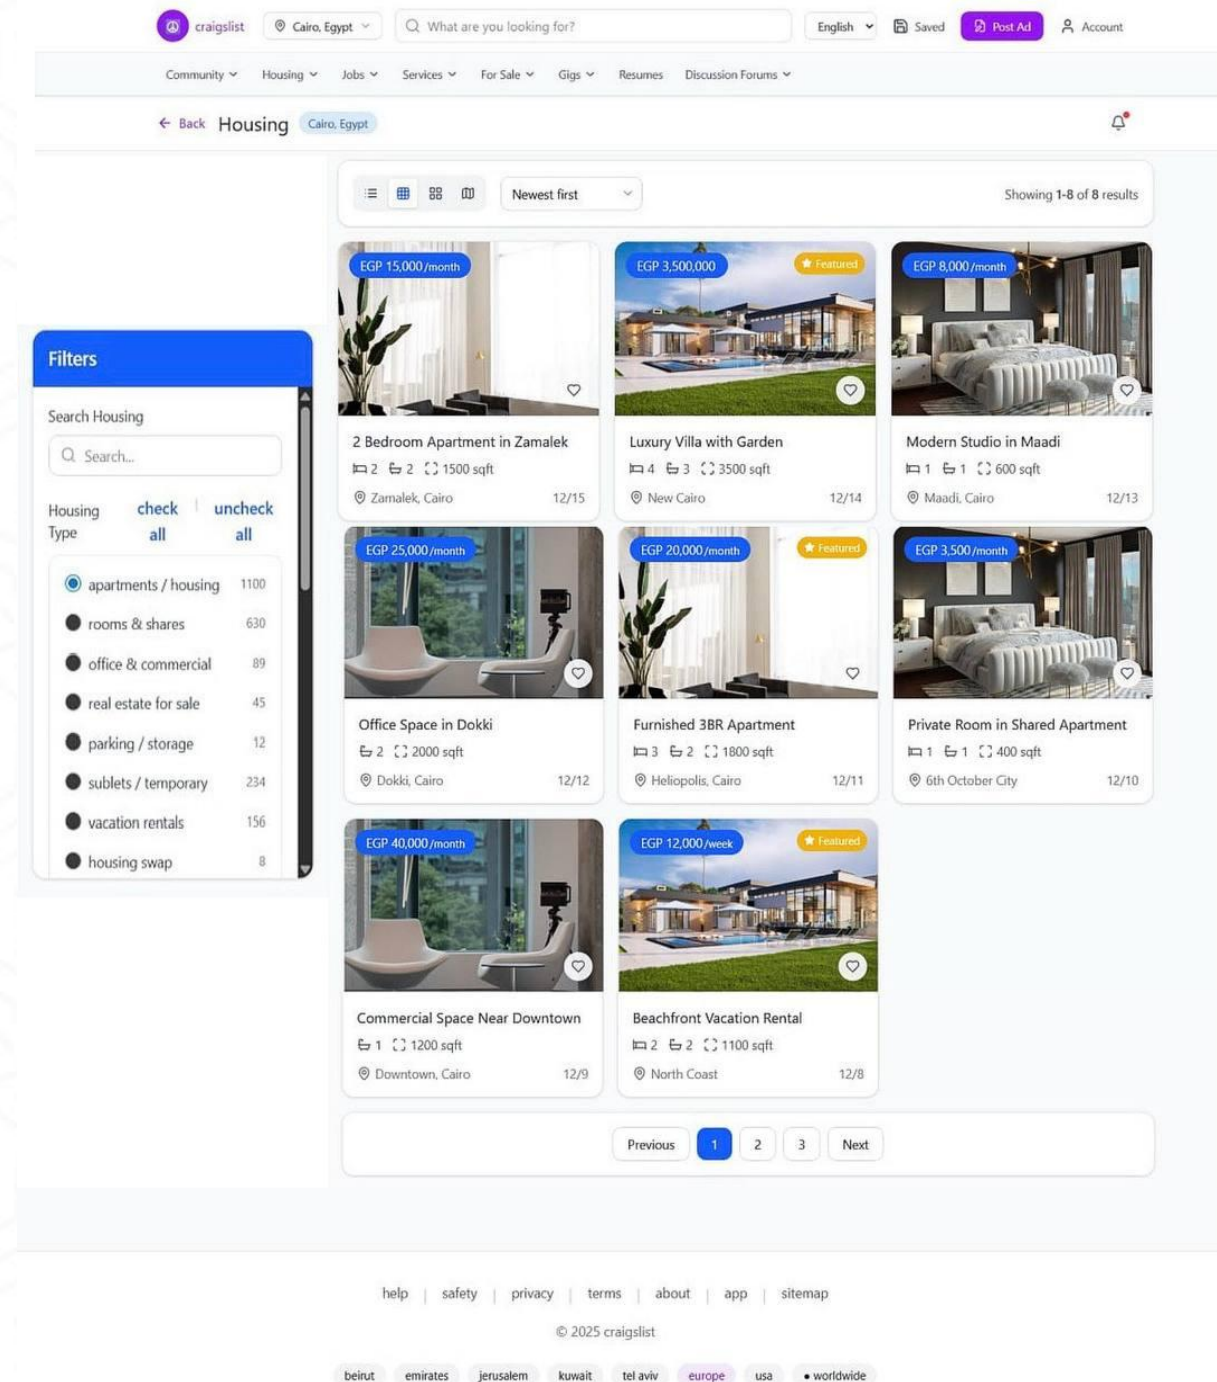 craigslist Cairo, Egypt What are you looking for? English Saved Post Ad Account
Community Housing Jobs Services For Sale Gigs Resumes Discussion Forums
Back Housing Cairo, Egypt
Newest first Showing 1-8 of 8 results
Filters
Search Housing
Search...
Housing Type
check all | uncheck all
apartments / housing 1100
rooms & shares 630
office & commercial 89
real estate for sale 45
parking / storage 12
sublets / temporary 234
vacation rentals 156
housing swap 8
EGP 15,000/month
2 Bedroom Apartment in Zamalek
2 2 1500 sqft
Zamalek, Cairo 12/15
EGP 3,500,000 Featured
Luxury Villa with Garden
4 3 3500 sqft
New Cairo 12/14
EGP 8,000/month
Modern Studio in Maadi
1 1 600 sqft
Maadi, Cairo 12/13
EGP 25,000/month
Office Space in Dokki
2 2000 sqft
Dokki, Cairo 12/12
EGP 20,000/month Featured
Furnished 3BR Apartment
3 2 1800 sqft
Heliopolis, Cairo 12/11
EGP 3,500/month
Private Room in Shared Apartment
1 1 400 sqft
6th October City 12/10
EGP 40,000/month
Commercial Space Near Downtown
1 1200 sqft
Downtown, Cairo 12/9
EGP 12,000/week Featured
Beachfront Vacation Rental
2 2 1100 sqft
North Coast 12/8
Previous 1 2 3 Next
help | safety | privacy | terms | about | app | sitemap
© 2025 craigslist
beirut emirates jerusalem kuwait tel aviv europe usa • worldwide